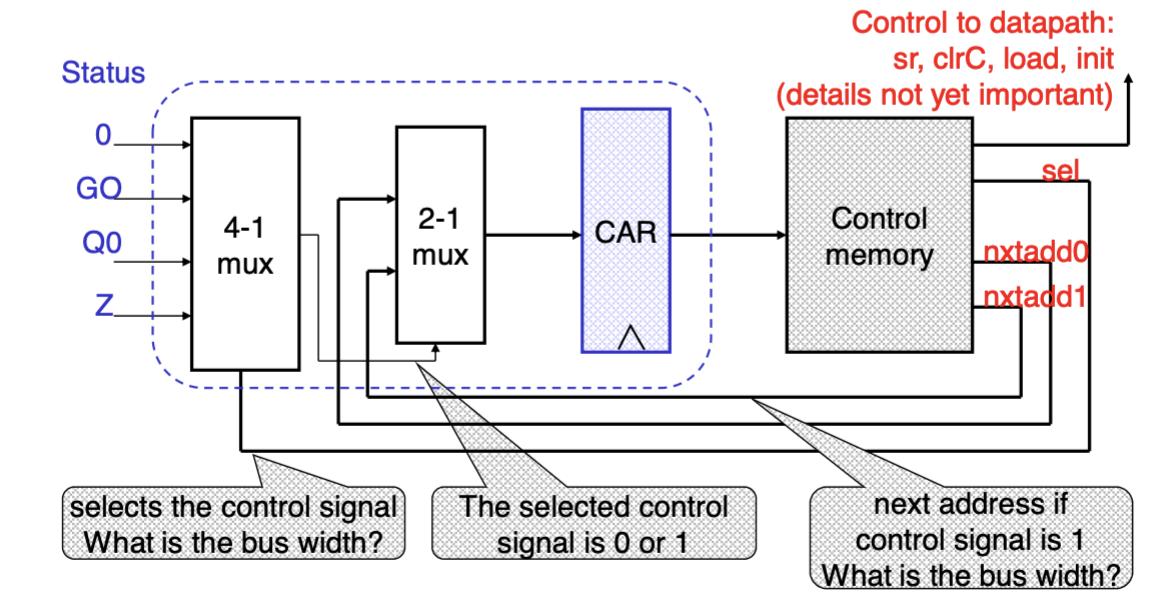 Control to datapath:
sr, clrC, load, init
(details not yet important)
Status
0
GO
Q0
Z
4-1
mux
2-1
mux
CAR
Control
memory
sel
nxtadd0
nxtadd1
selects the control signal
What is the bus width?
The selected control
signal is 0 or 1
next address if
control signal is 1
What is the bus width?